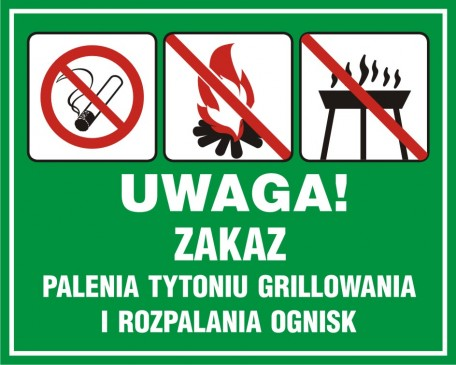 UWAGA!
ZAKAZ
PALENIA TYTONIU GRILLOWANIA
I ROZPALANIA OGNISK